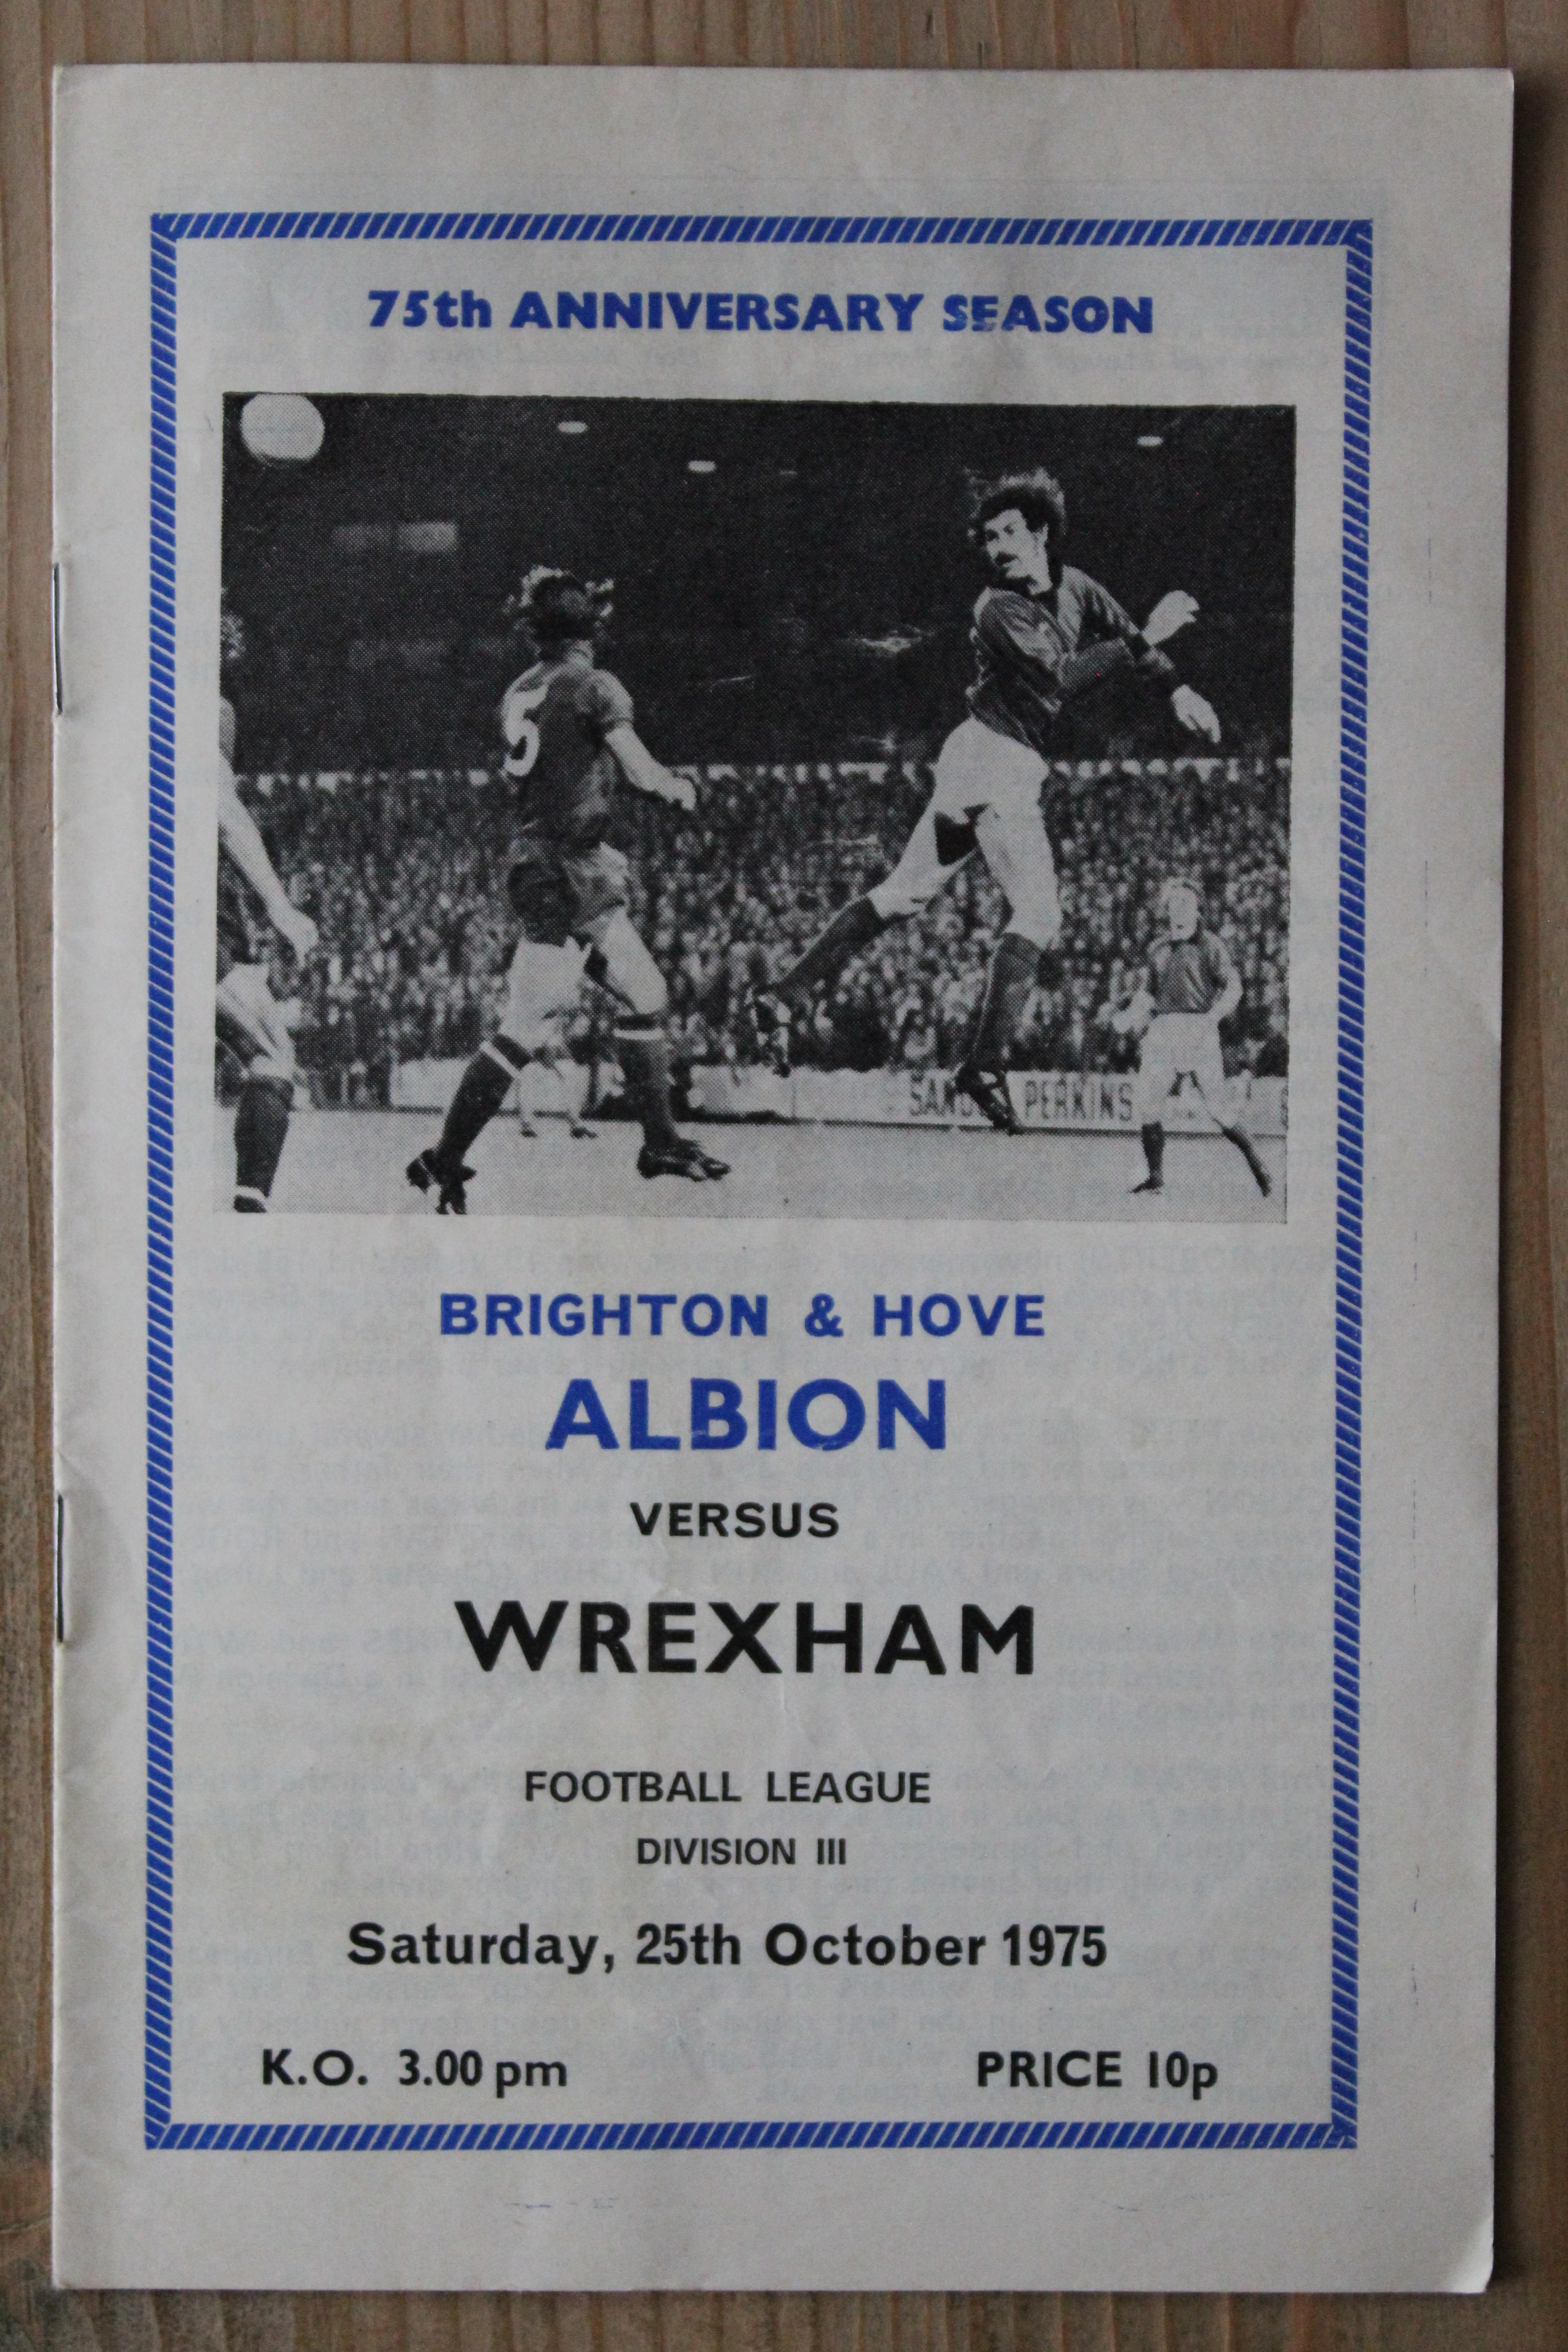 75th ANNIVERSARY SEASON
5
PERKINS
BRIGHTON & HOVE
ALBION
VERSUS
WREXHAM
FOOTBALL LEAGUE
DIVISION III
Saturday, 25th October 1975
K.O. 3.00 pm PRICE 10p